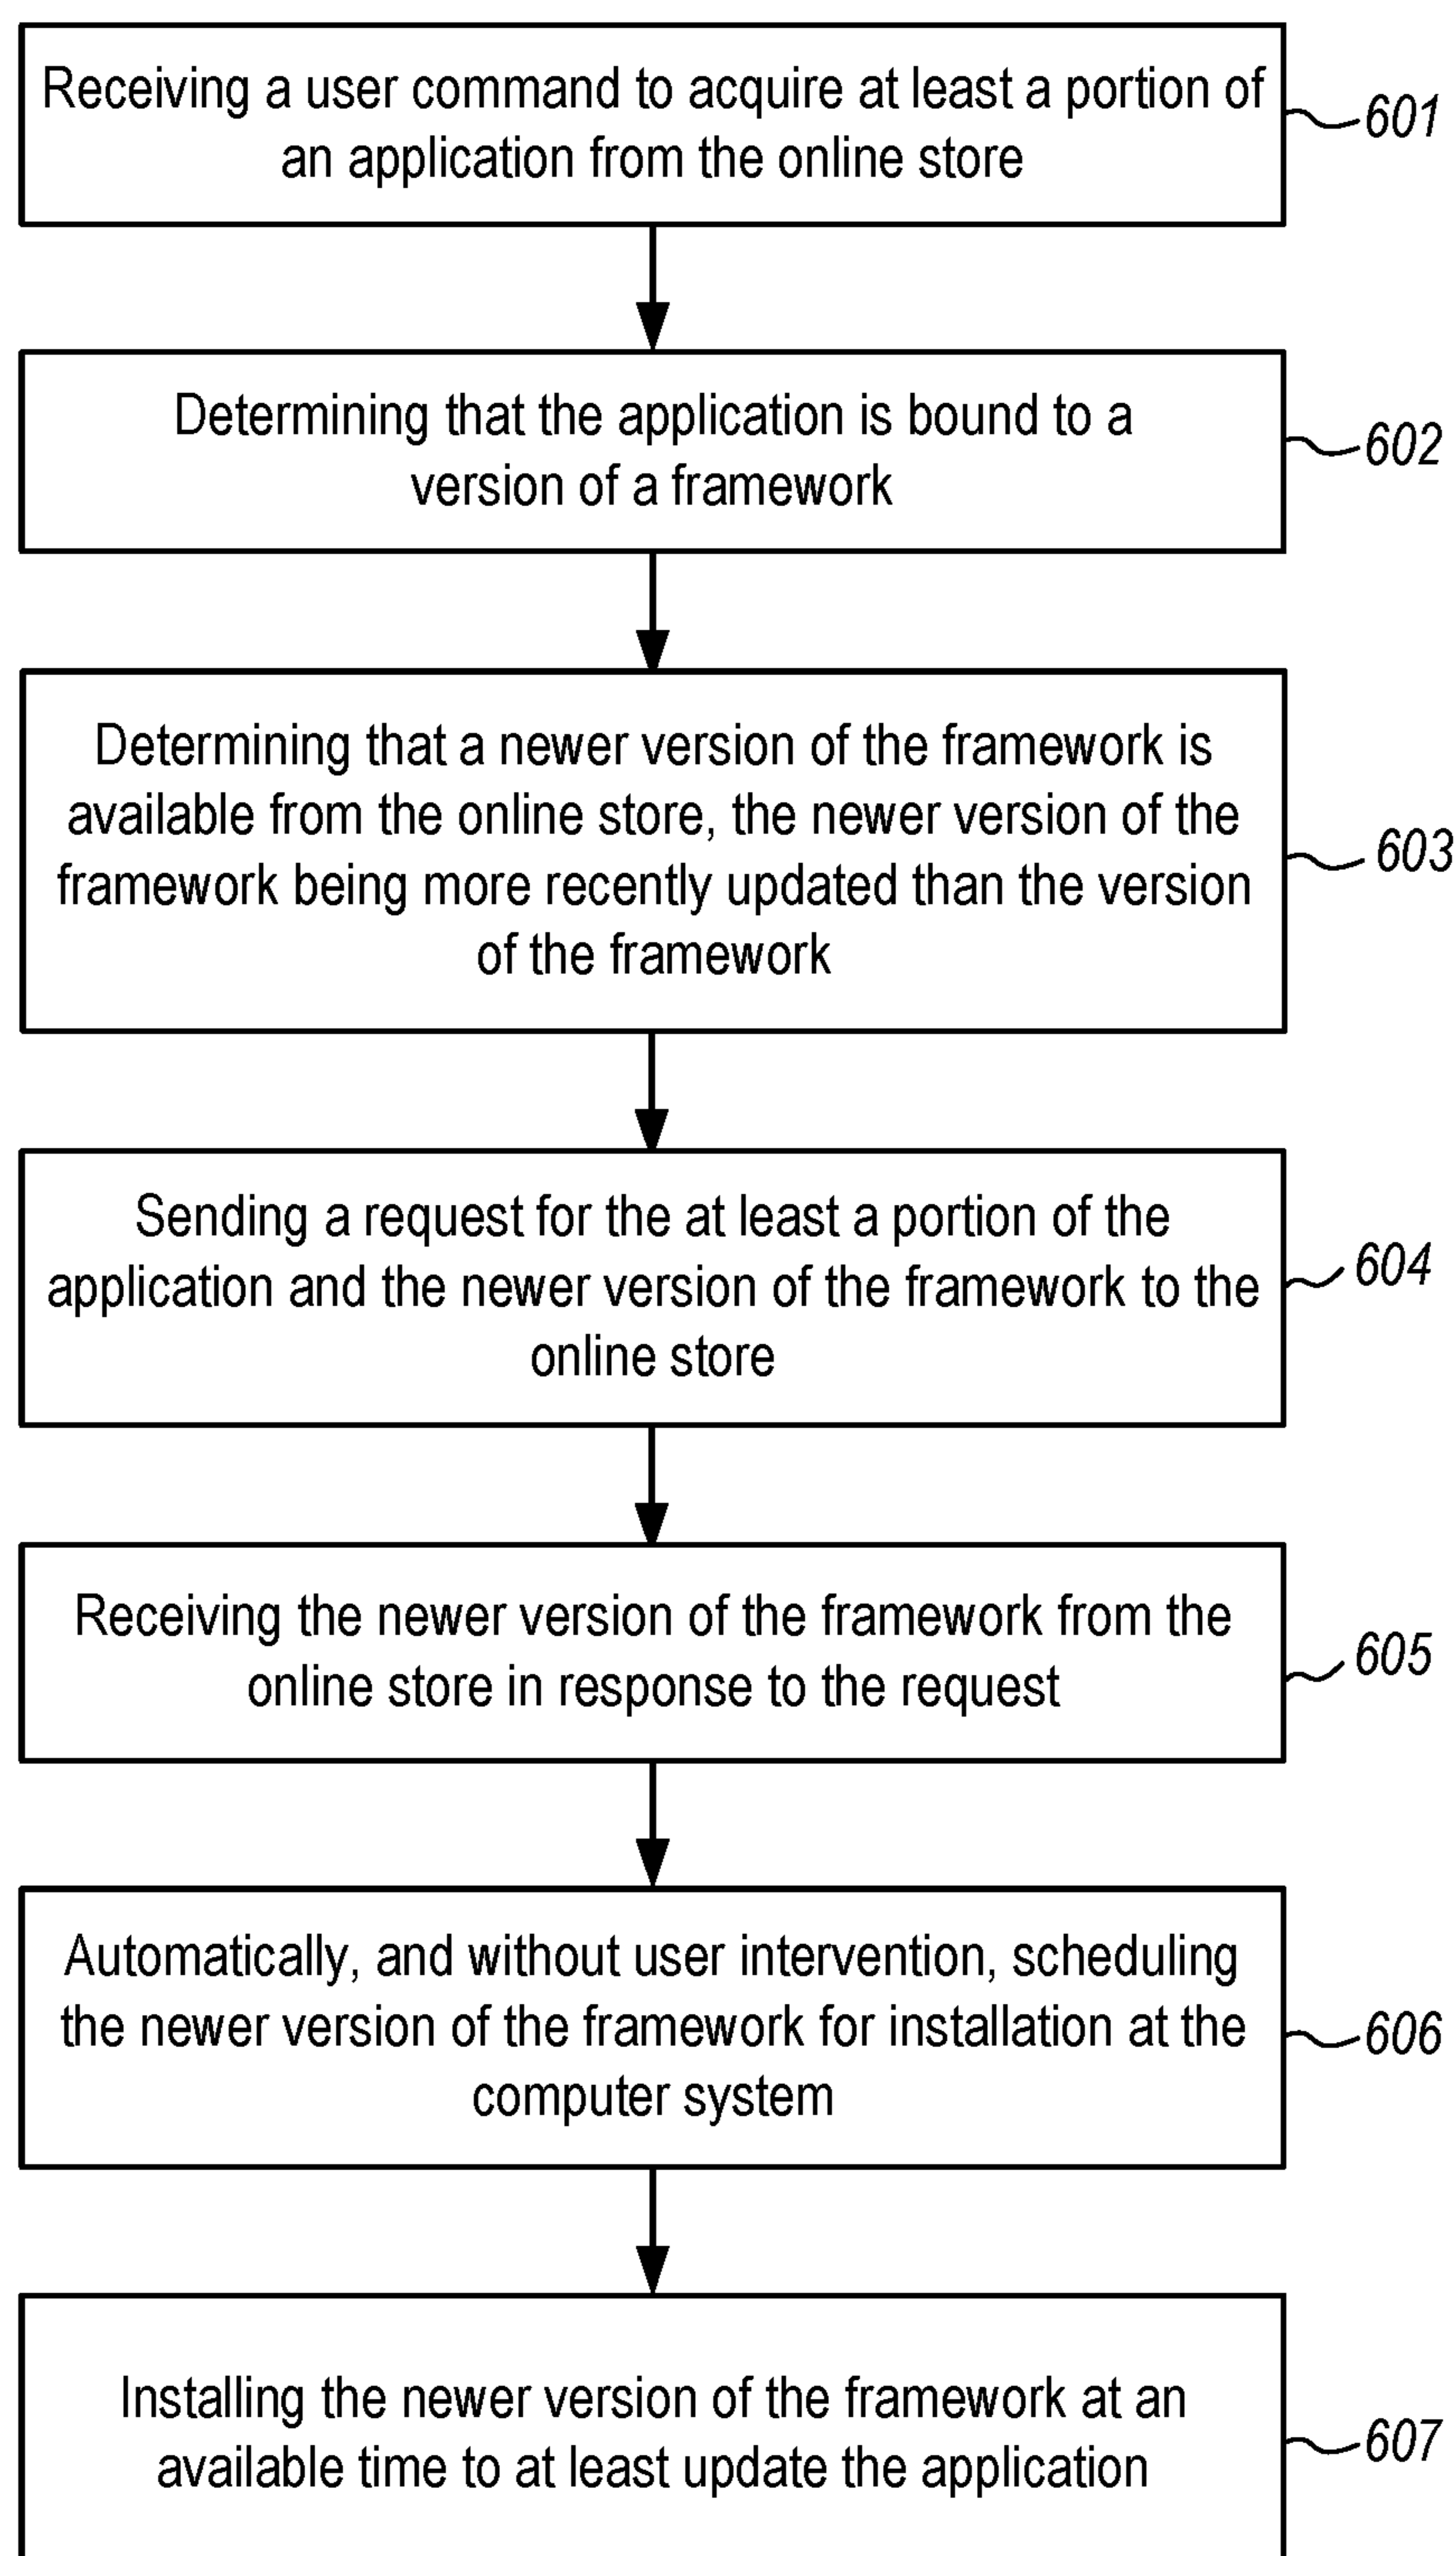 Receiving a user command to acquire at least a portion of
an application from the online store
601
Determining that the application is bound to a
version of a framework
602
Determining that a newer version of the framework is
available from the online store, the newer version of the
framework being more recently updated than the version
of the framework
603
Sending a request for the at least a portion of the
application and the newer version of the framework to the
online store
604
Receiving the newer version of the framework from the
online store in response to the request
605
Automatically, and without user intervention, scheduling
the newer version of the framework for installation at the
computer system
606
Installing the newer version of the framework at an
available time to at least update the application
607